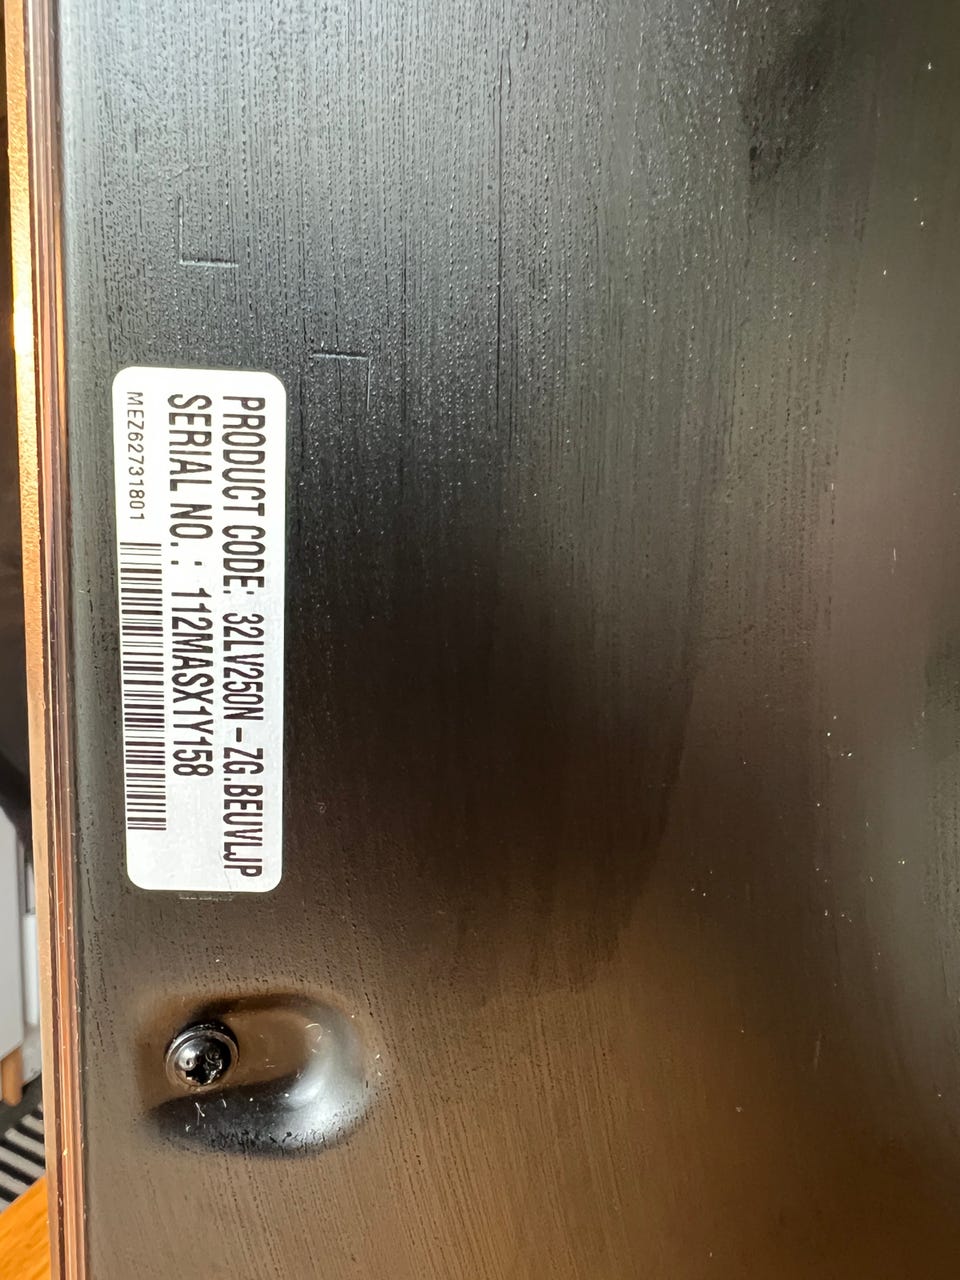 PRODUCT CODE: 32LV250N-ZG.BEUVLJP
SERIAL NO. : 112MASX1Y158
MEZ62731801